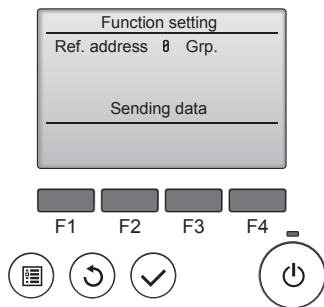 Function setting
Ref. address 0 Grp.
Sending data
F1 F2 F3 F4